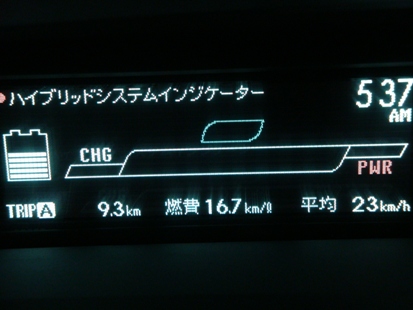 ハイブリッドシステムインジケーター 5:37
AM
CHG
PWR
TRIP A 9.3km 燃費 16.7km/ℓ 平均 23km/h